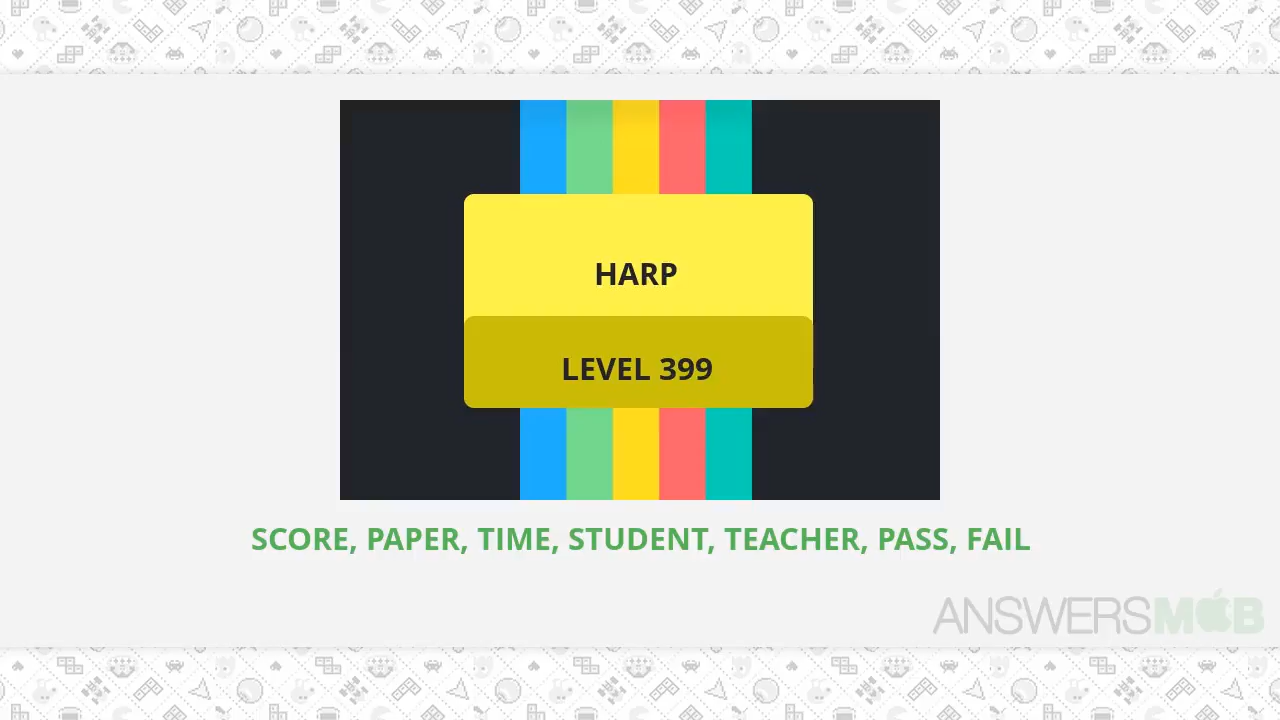 HARP
LEVEL 399
SCORE, PAPER, TIME, STUDENT, TEACHER, PASS, FAIL
ANSWERSMOB